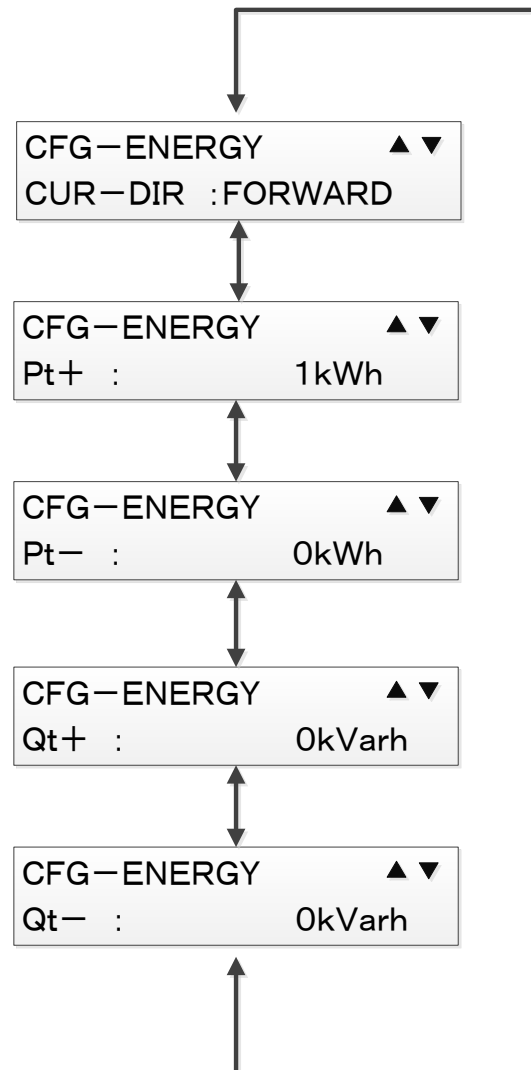 CFG－ENERGY ▲ ▼
CUR－DIR ：FORWARD
CFG－ENERGY ▲ ▼
Pt＋ ： 1kWh
CFG－ENERGY ▲ ▼
Pt－ ： 0kWh
CFG－ENERGY ▲ ▼
Qt＋ ： 0kVarh
CFG－ENERGY ▲ ▼
Qt－ ： 0kVarh